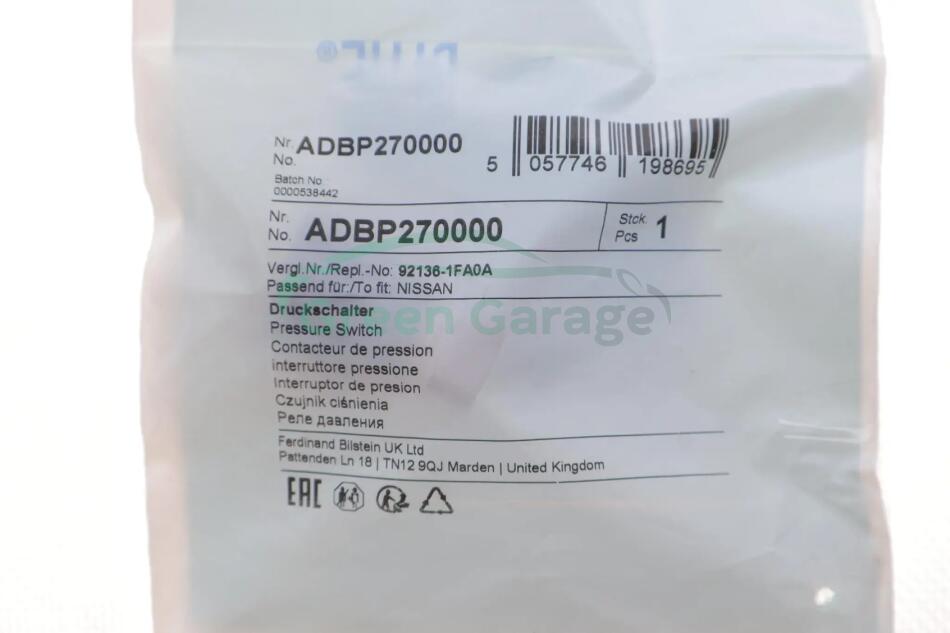 BLUE®
Nr. ADBP270000
No.
Batch No.:
0000538442
5 057746 198695
Nr.
No. ADBP270000
Stck.
Pcs 1
Vergl.Nr./Repl.-No: 92136-1FA0A
Passend für:/To fit: NISSAN
Green Garage
Druckschalter
Pressure Switch
Contacteur de pression
interruttore pressione
Interruptor de presion
Czujnik ciśnienia
Реле давления
Ferdinand Bilstein UK Ltd
Pattenden Ln 18 | TN12 9QJ Marden | United Kingdom
EAC